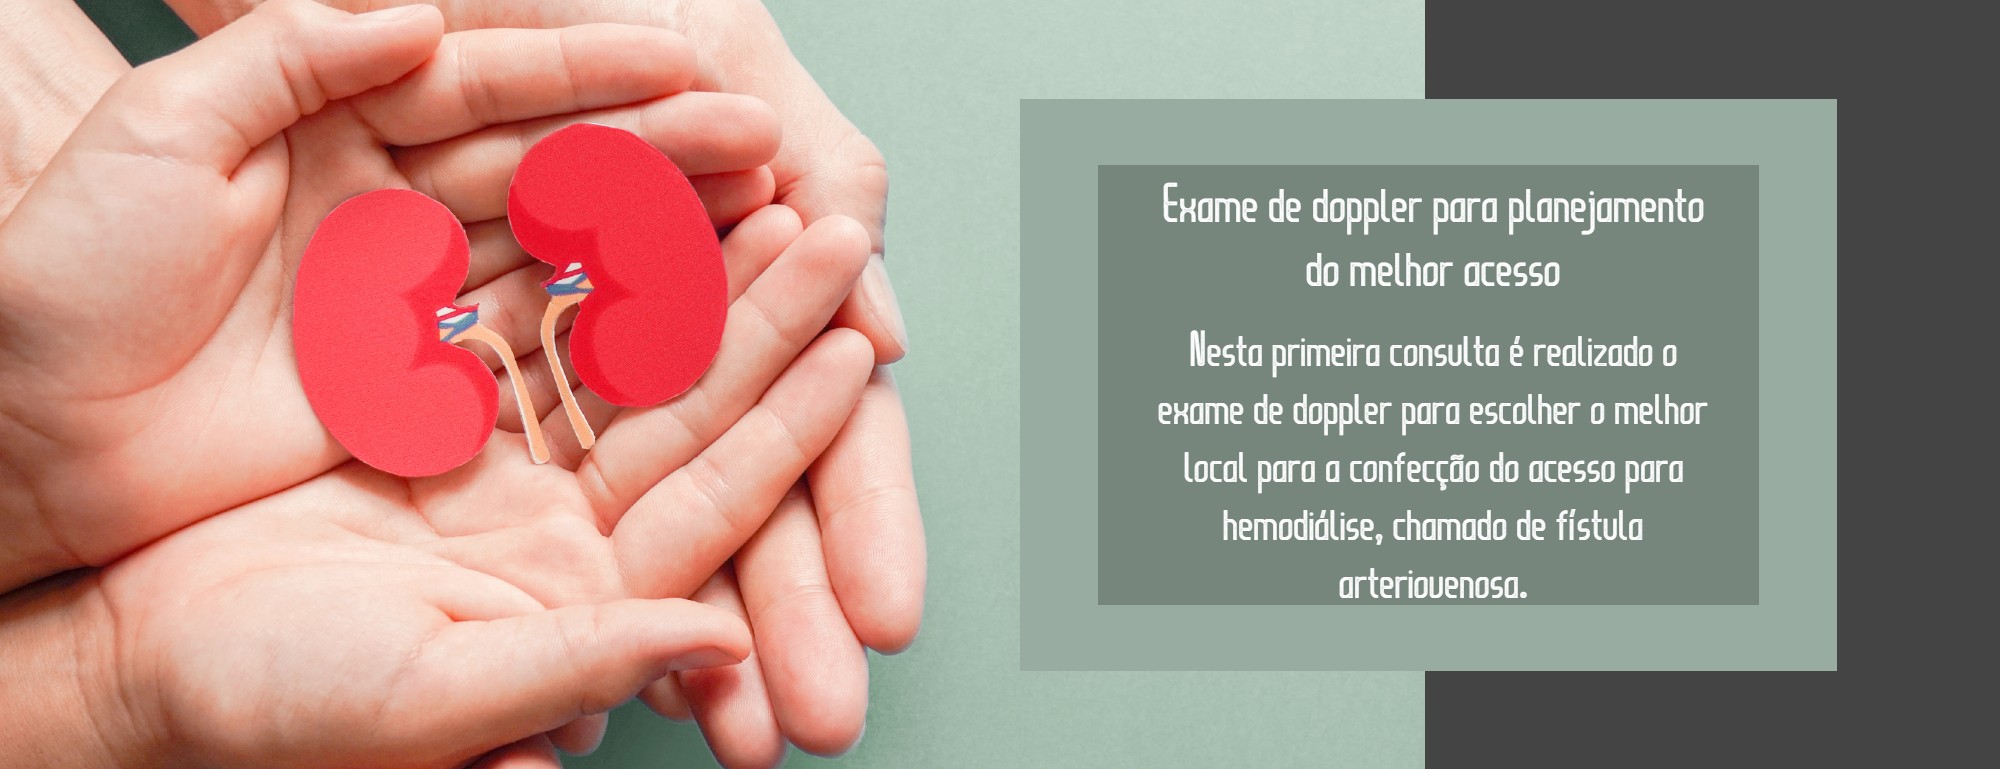 Exame de doppler para planejamento
do melhor acesso
Nesta primeira consulta é realizado o
exame de doppler para escolher o melhor
local para a confecção do acesso para
hemodiálise, chamado de fístula
arteriovenosa.